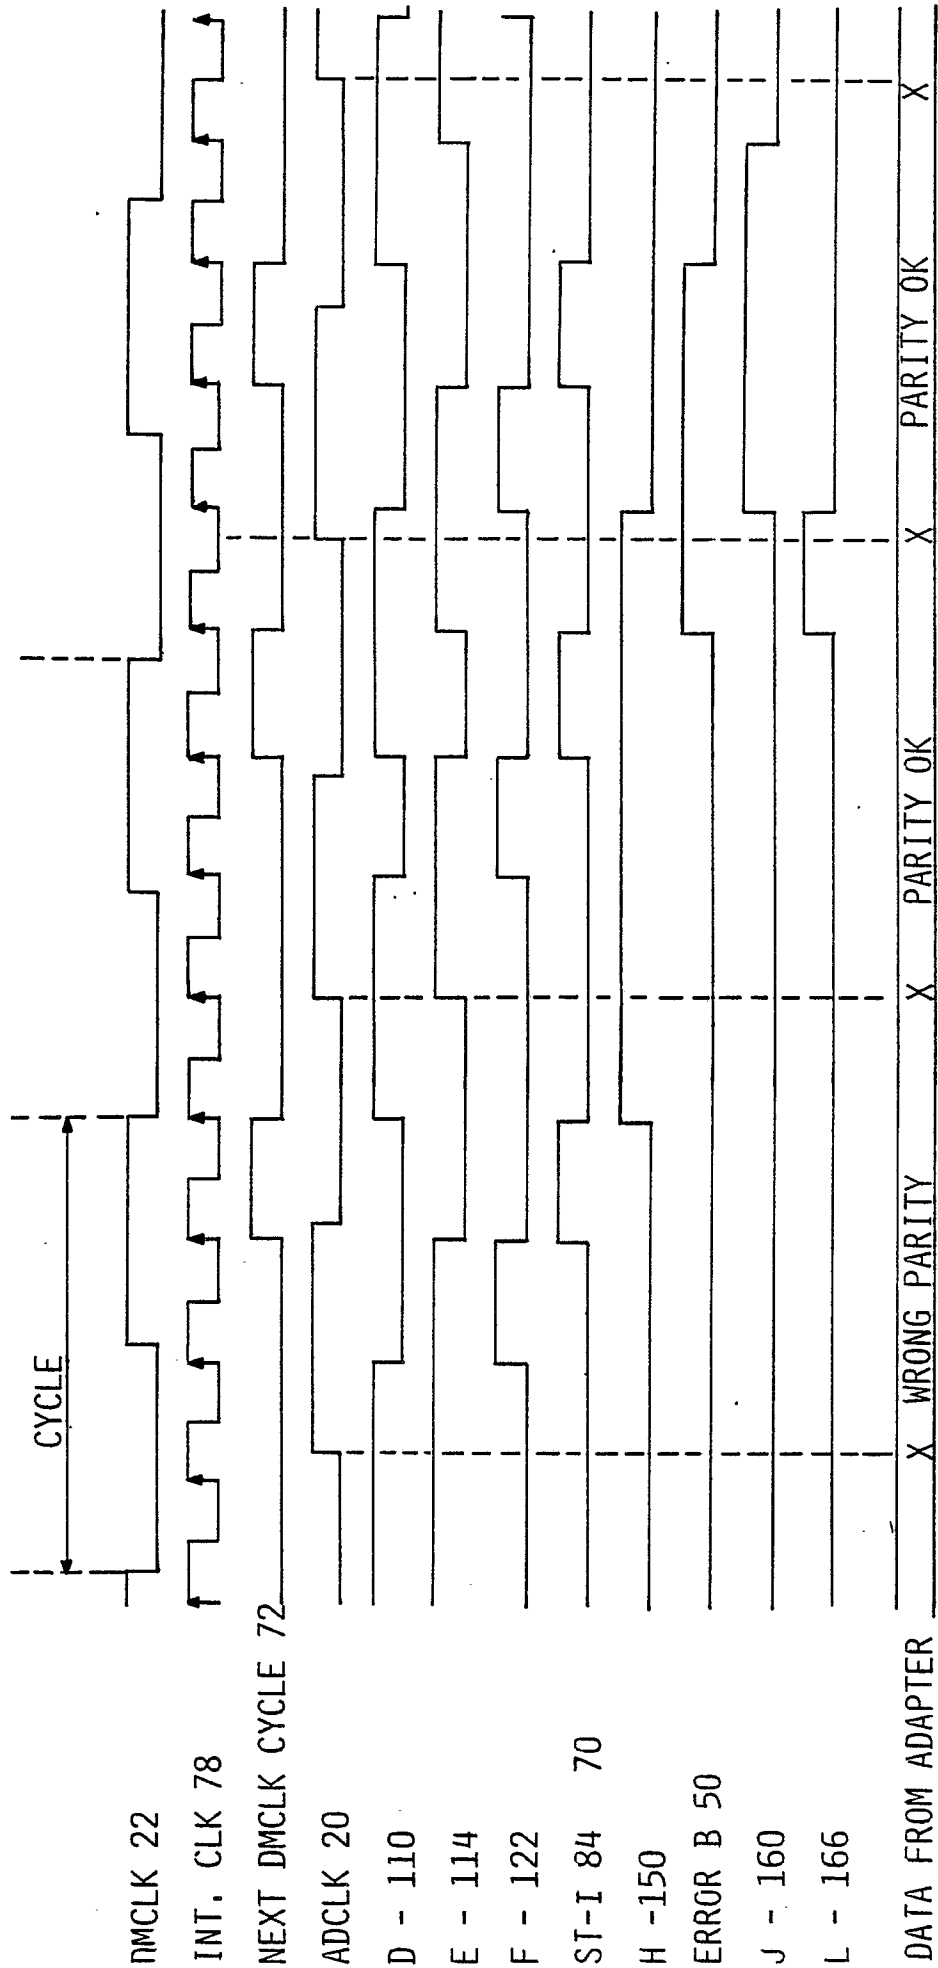 CYCLE
DMCLK 22
INT. CLK 78
NEXT DMCLK CYCLE 72
ADCLK 20
D - 110
E - 114
F - 122
ST-I 84 70
H -150
ERROR B 50
J - 160
L - 166
DATA FROM ADAPTER X WRONG PARITY X PARITY OK X PARITY OK X